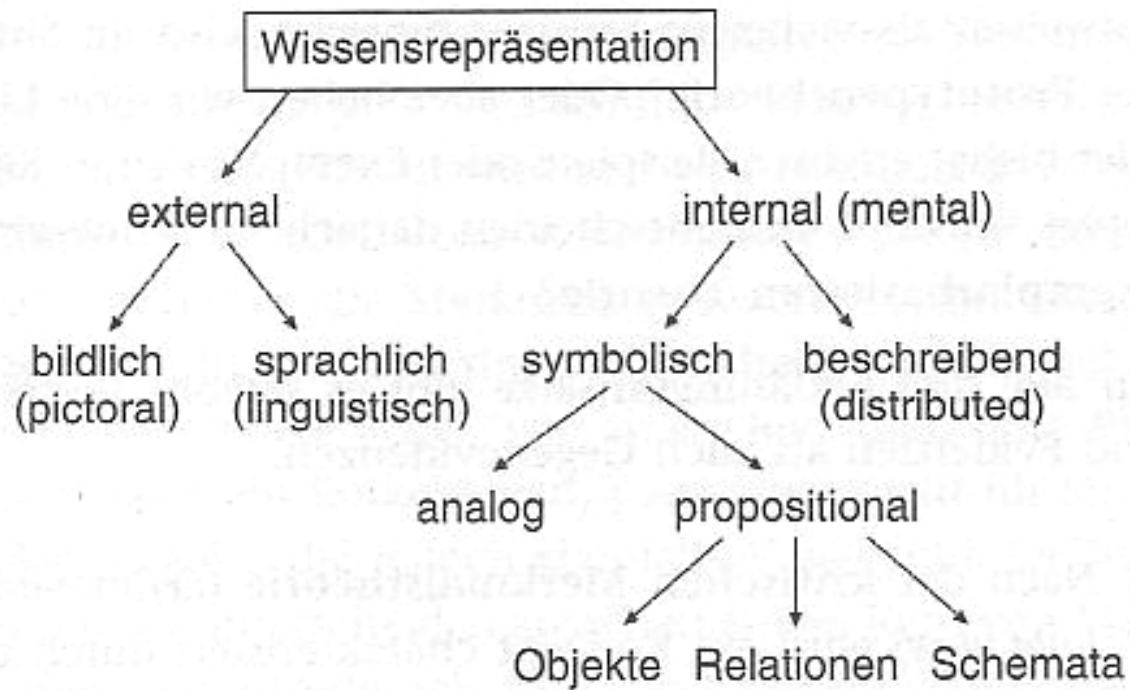 Wissensrepräsentation
external internal (mental)
bildlich sprachlich symbolisch beschreibend
(pictoral) (linguistisch) (distributed)
analog propositional
Objekte Relationen Schemata